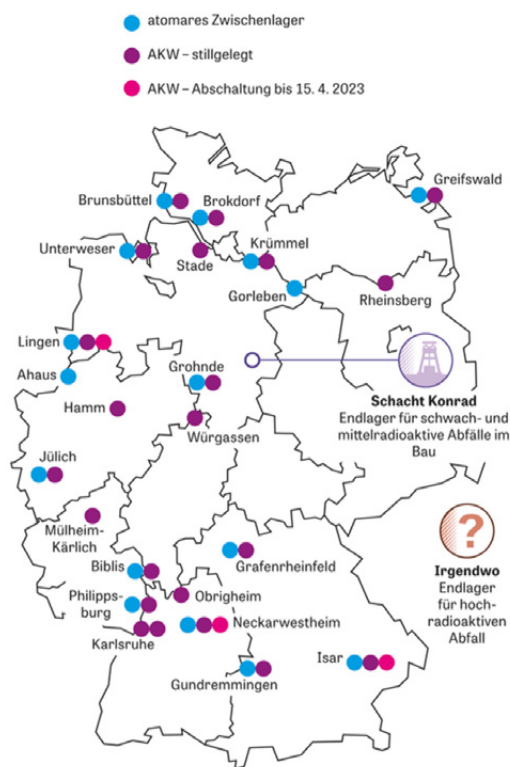 atomares Zwischenlager
AKW – stillgelegt
AKW – Abschaltung bis 15. 4. 2023
Greifswald
Brunsbüttel
Brokdorf
Unterweser
Stade
Krümmel
Gorleben
Rheinsberg
Lingen
Ahaus
Grohnde
Hamm
Würgassen
Schacht Konrad
Endlager für schwach- und
mittelradioaktive Abfälle im
Bau
Jülich
Mülheim-
Kärlich
?
Irgendwo
Endlager
für hoch-
radioaktiven
Abfall
Grafenrheinfeld
Biblis
Philipps-
burg
Obrigheim
Neckarwestheim
Karlsruhe
Isar
Gundremmingen